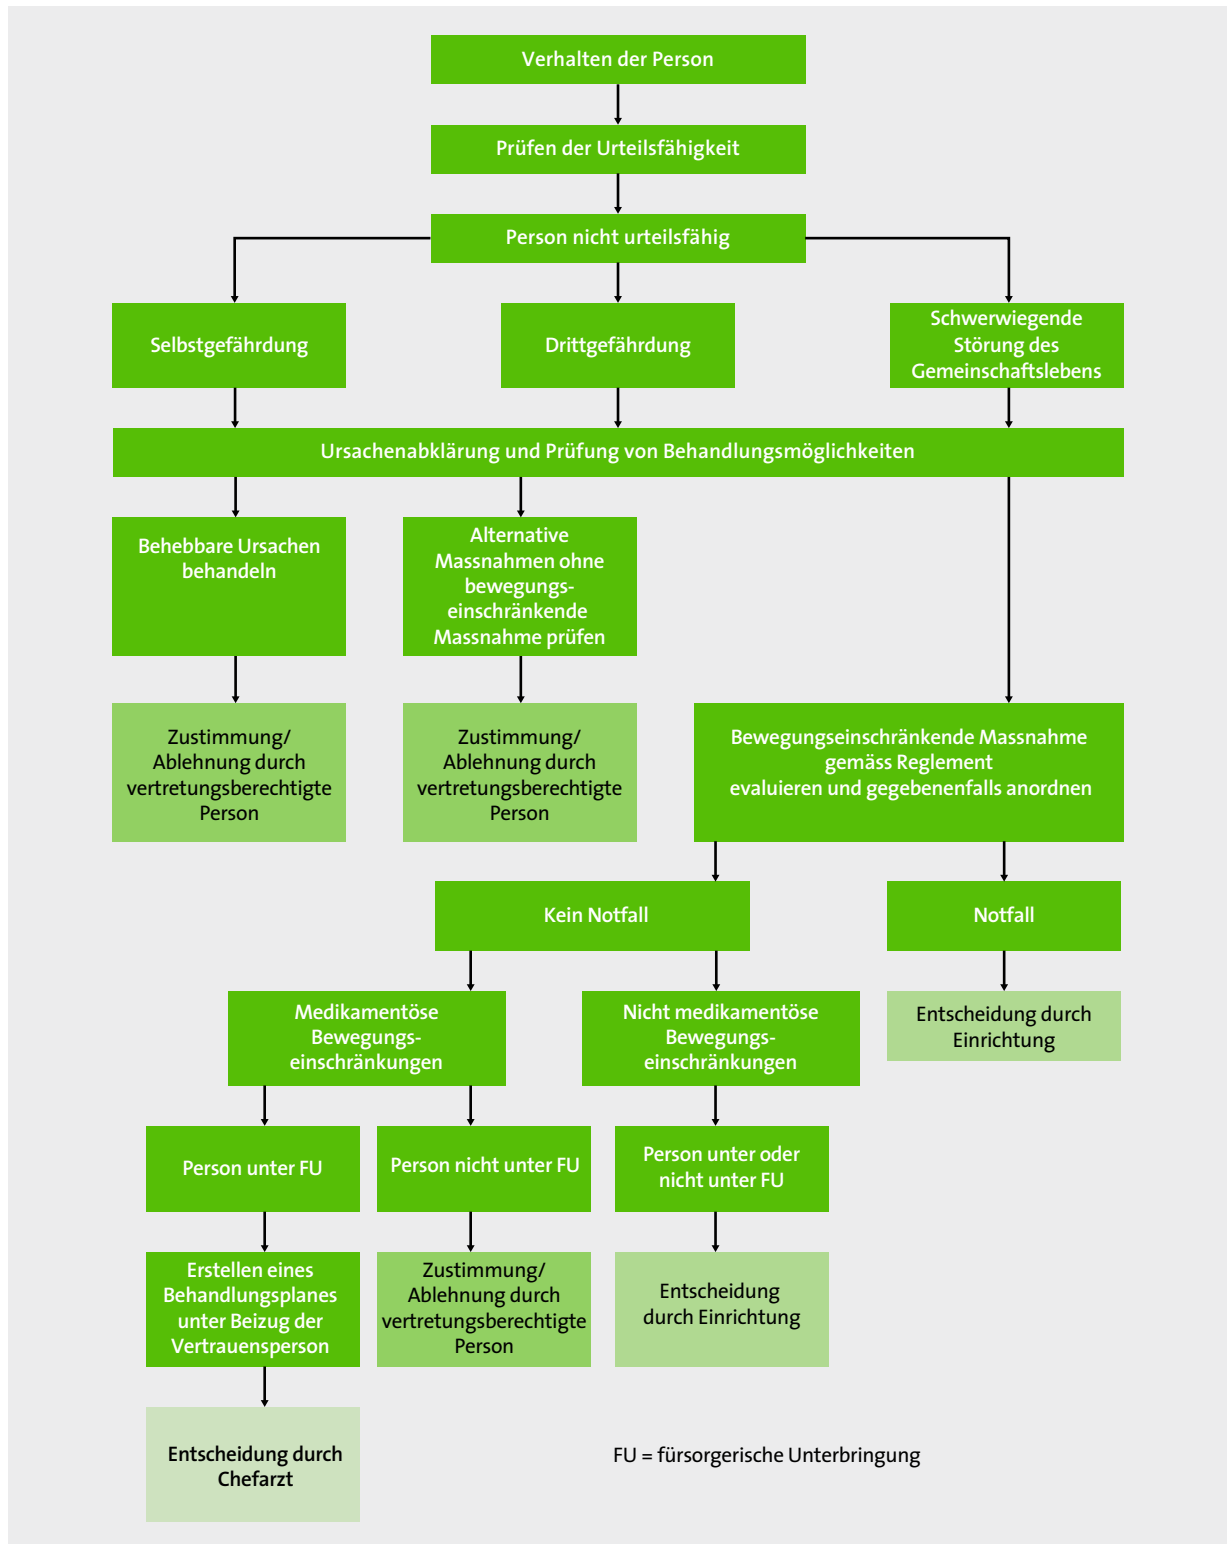 Verhalten der Person
Prüfen der Urteilsfähigkeit
Person nicht urteilsfähig
Selbstgefährdung
Drittgefährdung
Schwerwiegende
Störung des
Gemeinschaftslebens
Ursachenabklärung und Prüfung von Behandlungsmöglichkeiten
Behebbare Ursachen
behandeln
Alternative
Massnahmen ohne
bewegungs-
einschränkende
Massnahme prüfen
Zustimmung/
Ablehnung durch
vertretungsberechtigte
Person
Zustimmung/
Ablehnung durch
vertretungsberechtigte
Person
Bewegungseinschränkende Massnahme
gemäss Reglement
evaluieren und gegebenenfalls anordnen
Kein Notfall
Notfall
Medikamentöse
Bewegungs-
einschränkungen
Nicht medikamentöse
Bewegungs-
einschränkungen
Entscheidung durch
Einrichtung
Person unter FU
Person nicht unter FU
Person unter oder
nicht unter FU
Erstellen eines
Behandlungsplanes
unter Beizug der
Vertrauensperson
Zustimmung/
Ablehnung durch
vertretungsberechtigte
Person
Entscheidung
durch Einrichtung
Entscheidung durch
Chefarzt
FU = fürsorgerische Unterbringung